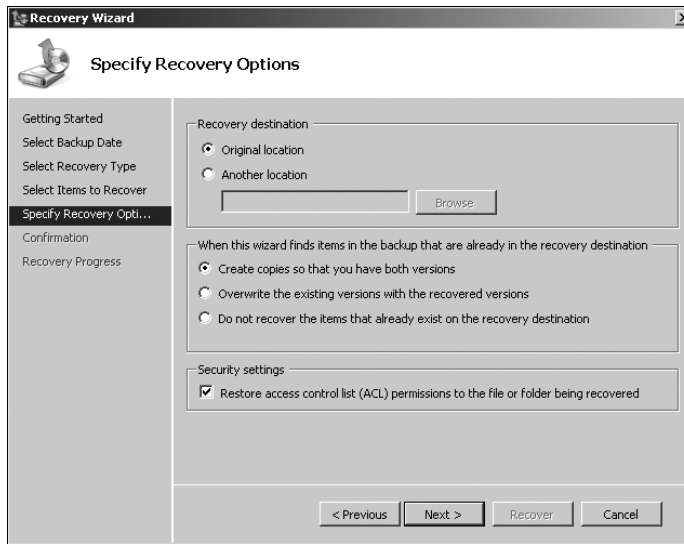 Recovery Wizard
Specify Recovery Options
Getting Started
Select Backup Date
Select Recovery Type
Select Items to Recover
Specify Recovery Opti...
Confirmation
Recovery Progress
Recovery destination
Original location
Another location
Browse
When this wizard finds items in the backup that are already in the recovery destination
Create copies so that you have both versions
Overwrite the existing versions with the recovered versions
Do not recover the items that already exist on the recovery destination
Security settings
Restore access control list (ACL) permissions to the file or folder being recovered
< Previous
Next >
Recover
Cancel